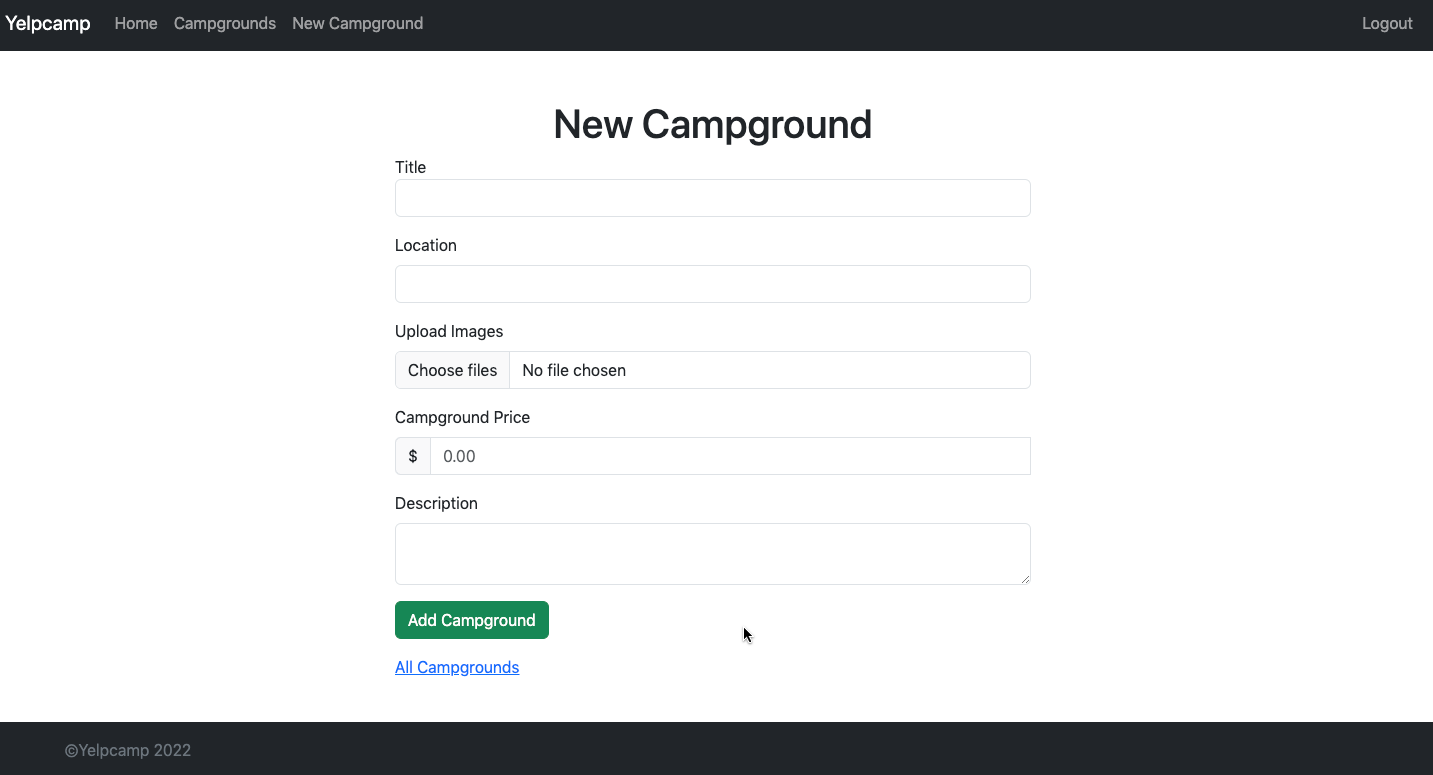 Yelpcamp Home Campgrounds New Campground Logout
New Campground
Title
Location
Upload Images
Choose files No file chosen
Campground Price
$ 0.00
Description
Add Campground
All Campgrounds
©Yelpcamp 2022